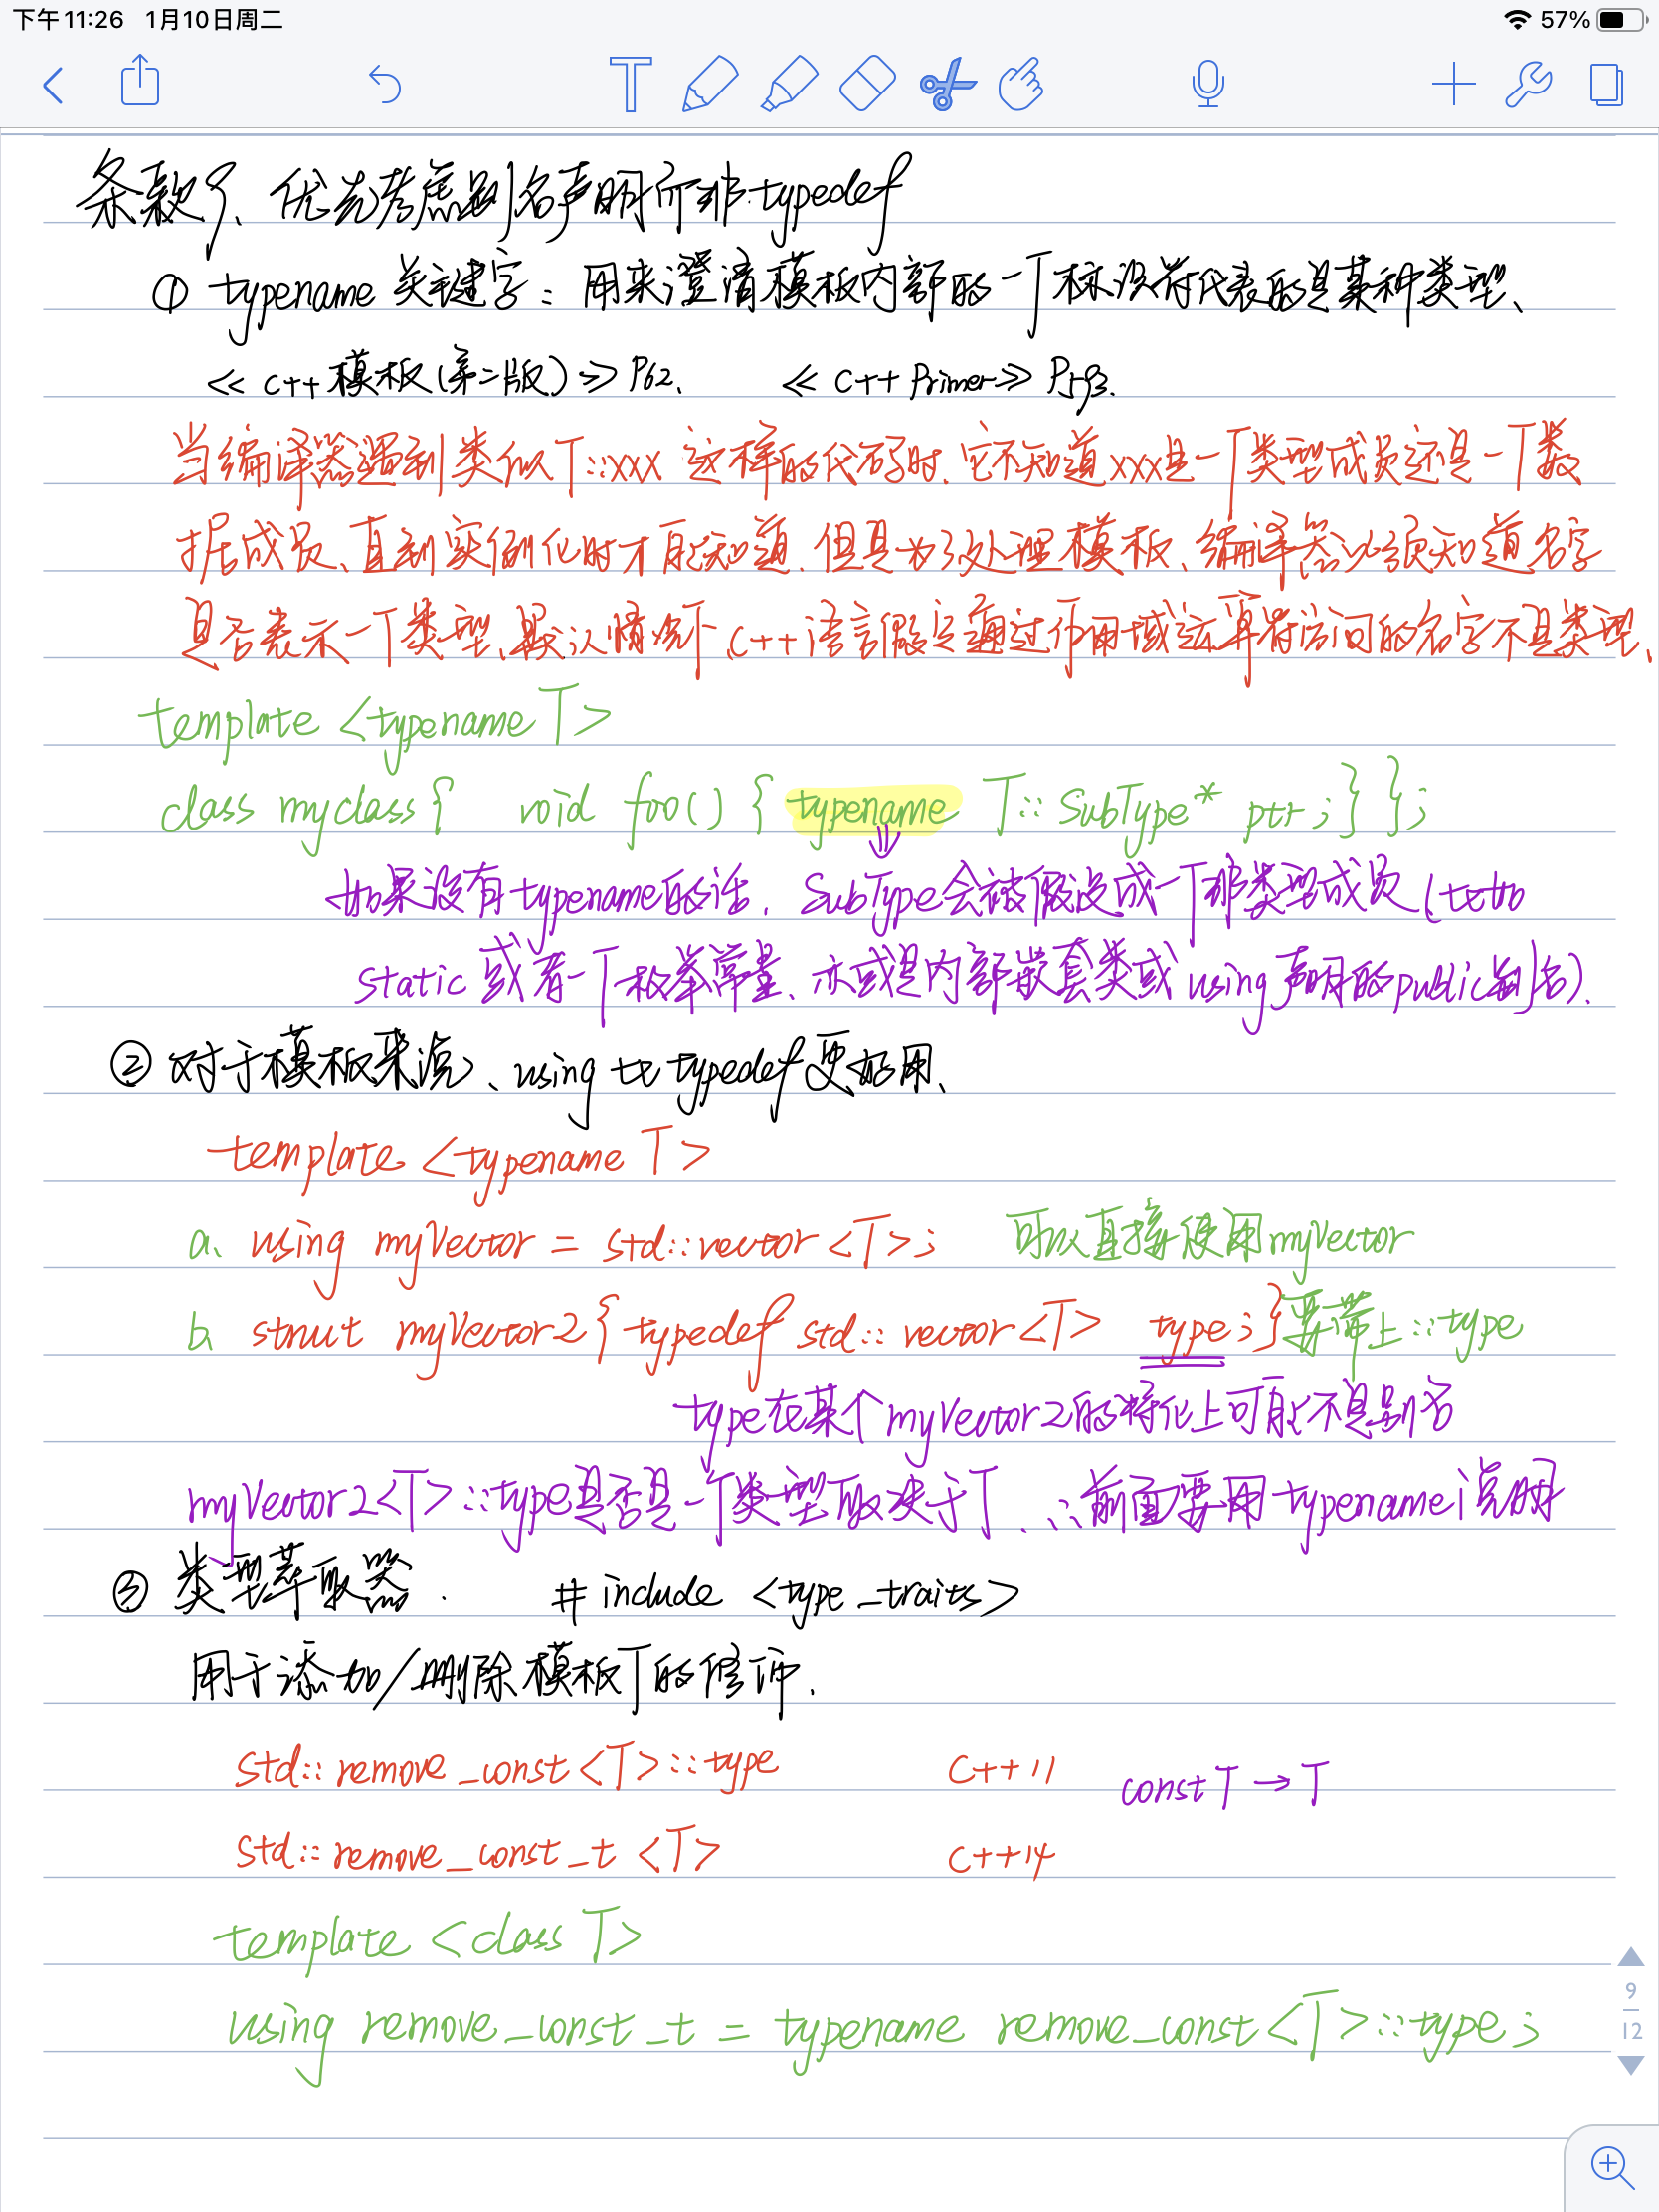 下午11:26 1月10日周二 57%
条款9、优先考虑别名声明而非typedef
① typename 关键字：用来澄清模板内部的一个标识符代表的是某种类型、
<< C++ 模板(第二版) >> P62. << C++ Primer >> P593.
当编译器遇到类似T::xxx 这样的代码时、它不知道xxx是一个类型成员还是一个数
据成员、直到实例化时才能知道、但是为了处理模板、编译器必须知道名字
是否表示一个类型、默认情况下、C++语言假定通过作用域运算符访问的名字不是类型、
template <typename T>
class myclass{ void foo() { typename T::SubType* ptr;} };
如果没有typename的话、SubType会被假设成一个非类型成员 (比如
static 或者一个枚举常量、亦或是内部嵌套类或 using 声明的public别名).
② 对于模板来说、using 比 typedef 更好用、
template <typename T>
a、 using myVector = std::vector<T>; 可以直接使用myVector
b、 struct myVector2{ typedef std::vector<T> type;} 要带上::type
type在某个myVector2的特化上可能不是别名
myVector2<T>::type是否是一个类型取决于T、∴前面要用typename说明
③ 类型萃取器. #include <type_traits>
用于添加/删除模板T的修饰.
std::remove_const<T>::type C++11 const T → T
std::remove_const_t <T> C++14
template <class T>
using remove_const_t = typename remove_const<T>::type;
9
12